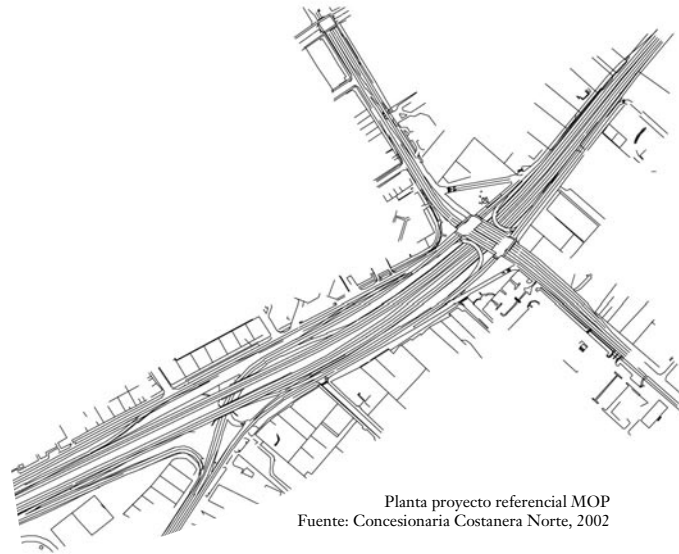 Planta proyecto referencial MOP
Fuente: Concesionaria Costanera Norte, 2002